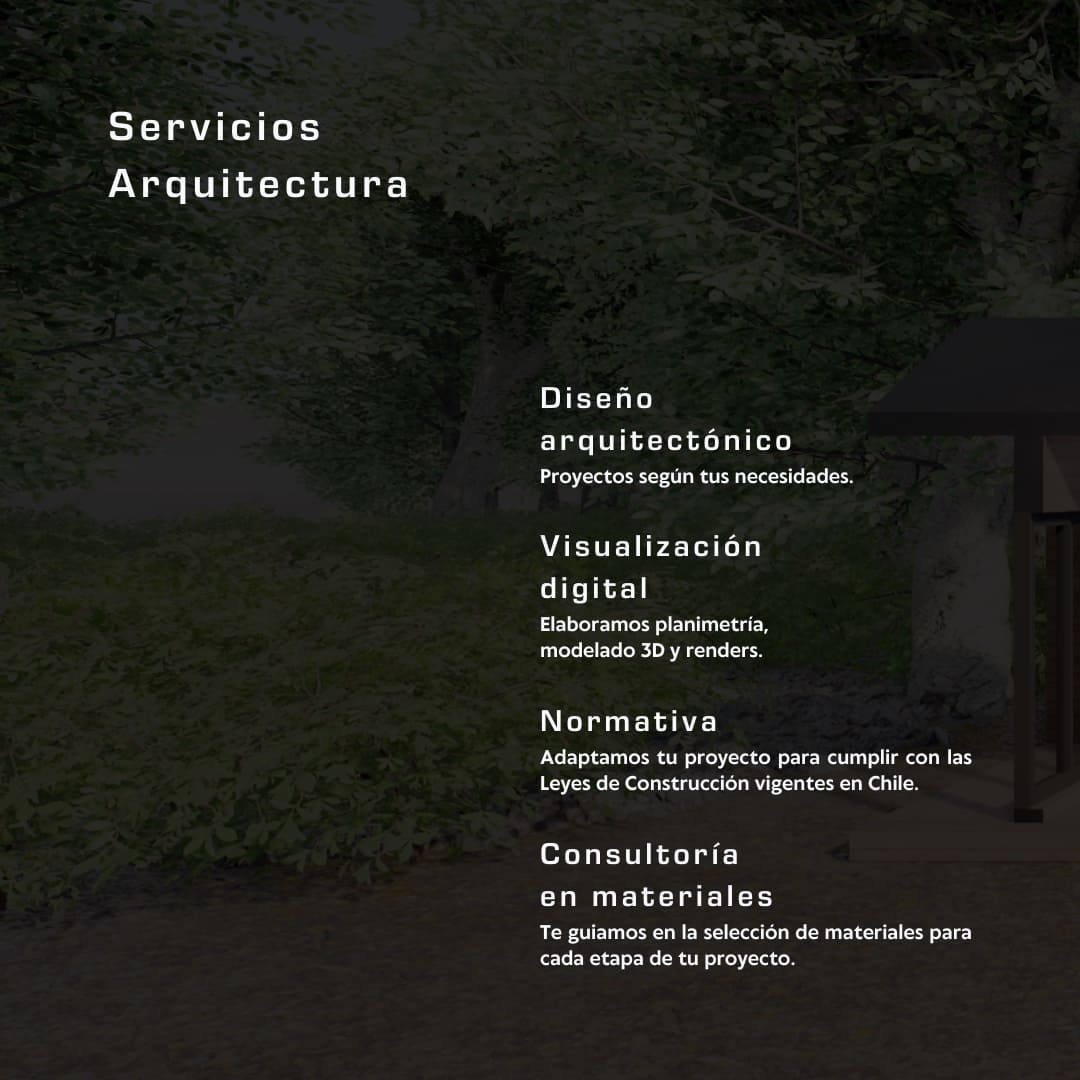 Servicios
Arquitectura
Diseño
arquitectónico
Proyectos según tus necesidades.
Visualización
digital
Elaboramos planimetría,
modelado 3D y renders.
Normativa
Adaptamos tu proyecto para cumplir con las
Leyes de Construcción vigentes en Chile.
Consultoría
en materiales
Te guiamos en la selección de materiales para
cada etapa de tu proyecto.